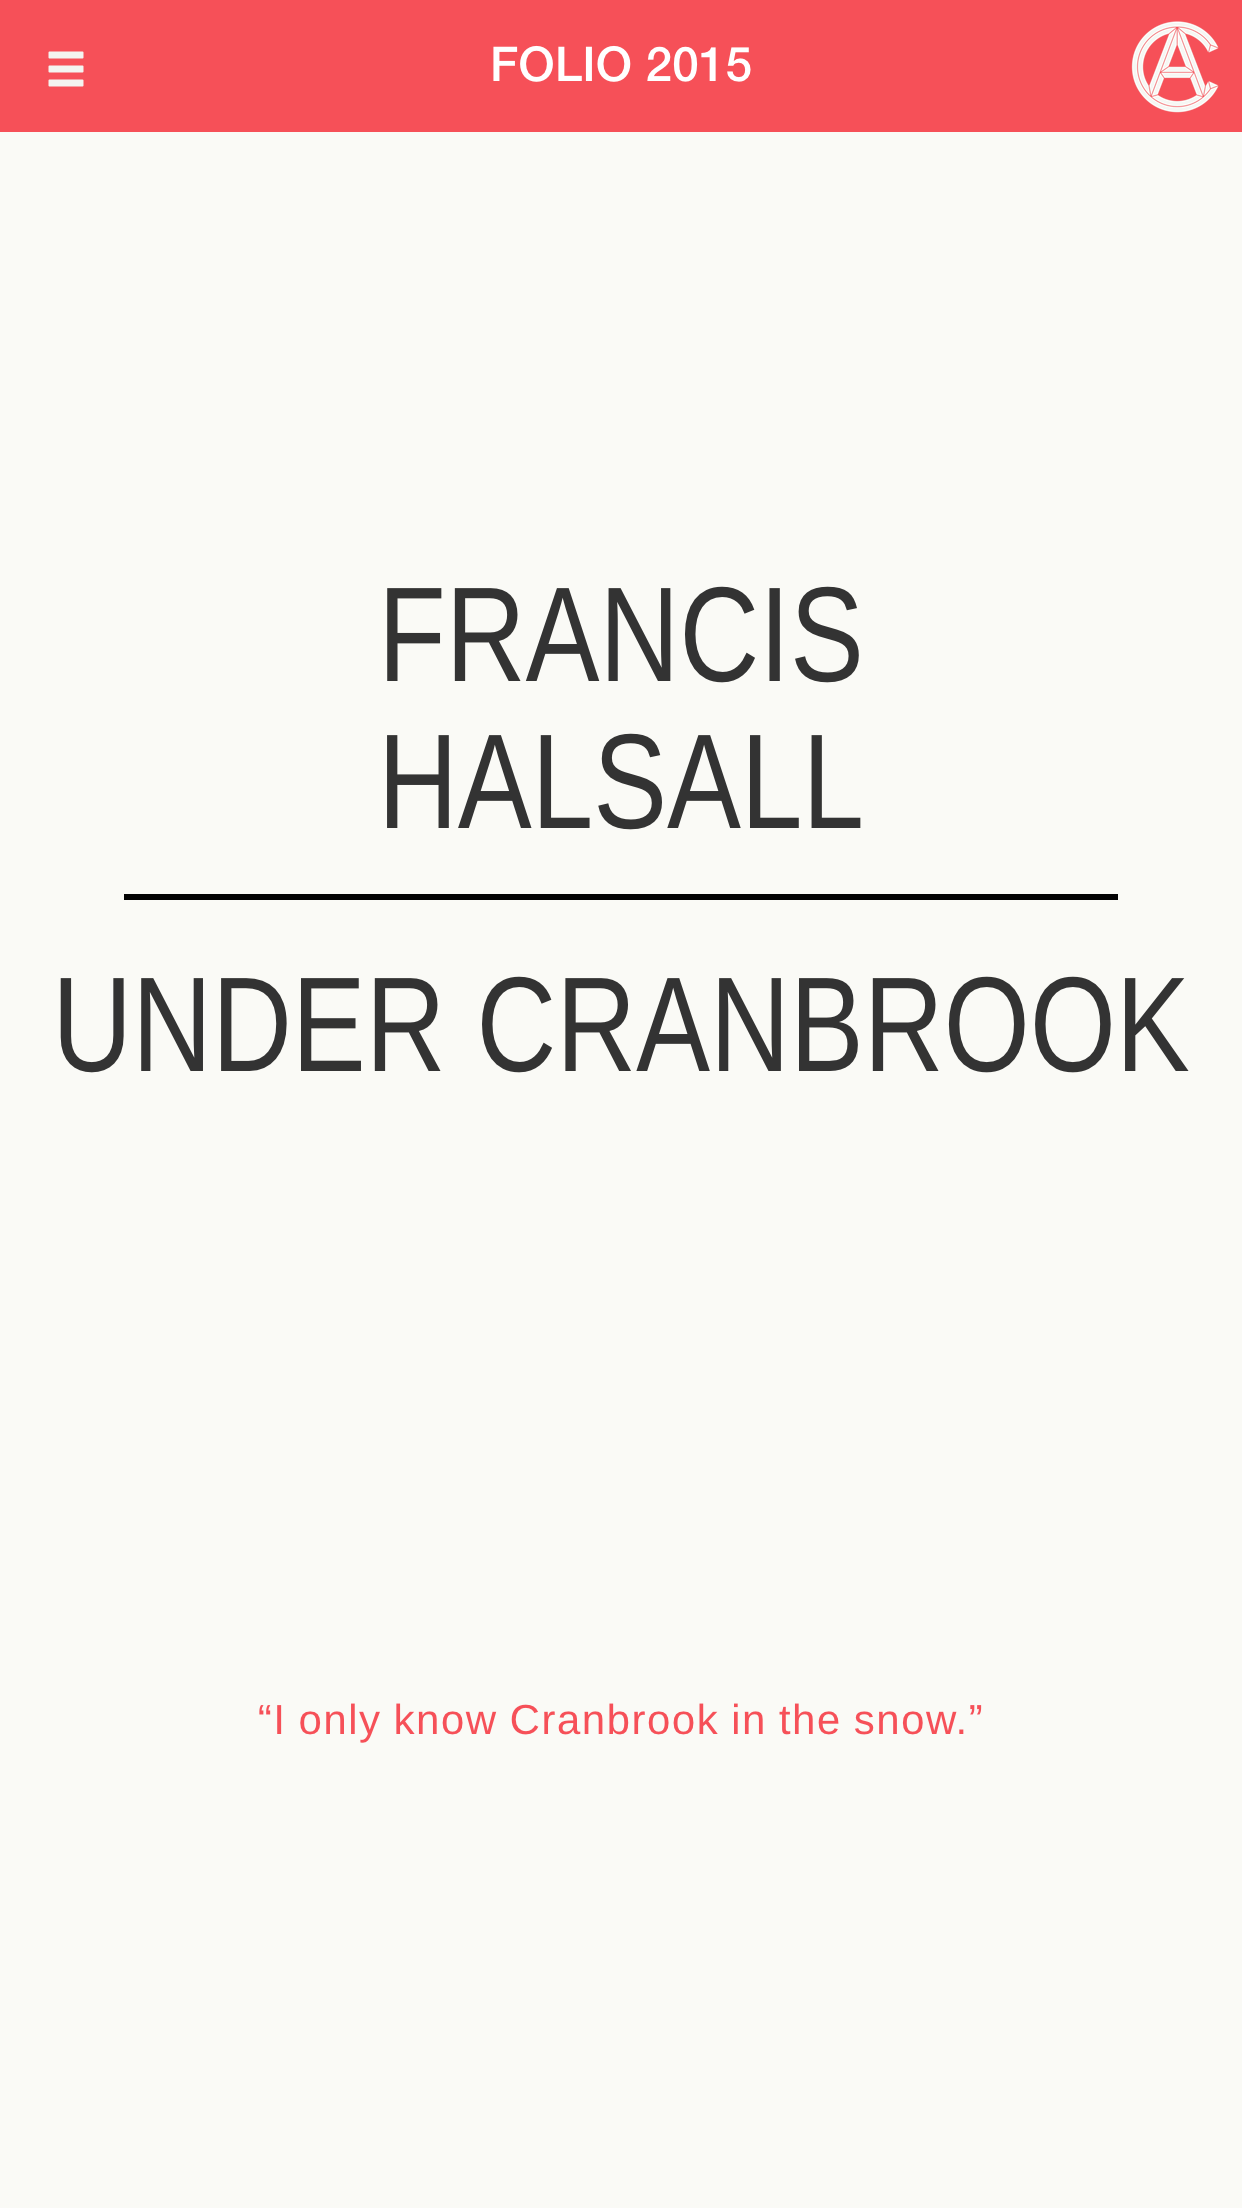 FOLIO 2015
FRANCIS
HALSALL
UNDER CRANBROOK
“I only know Cranbrook in the snow.”